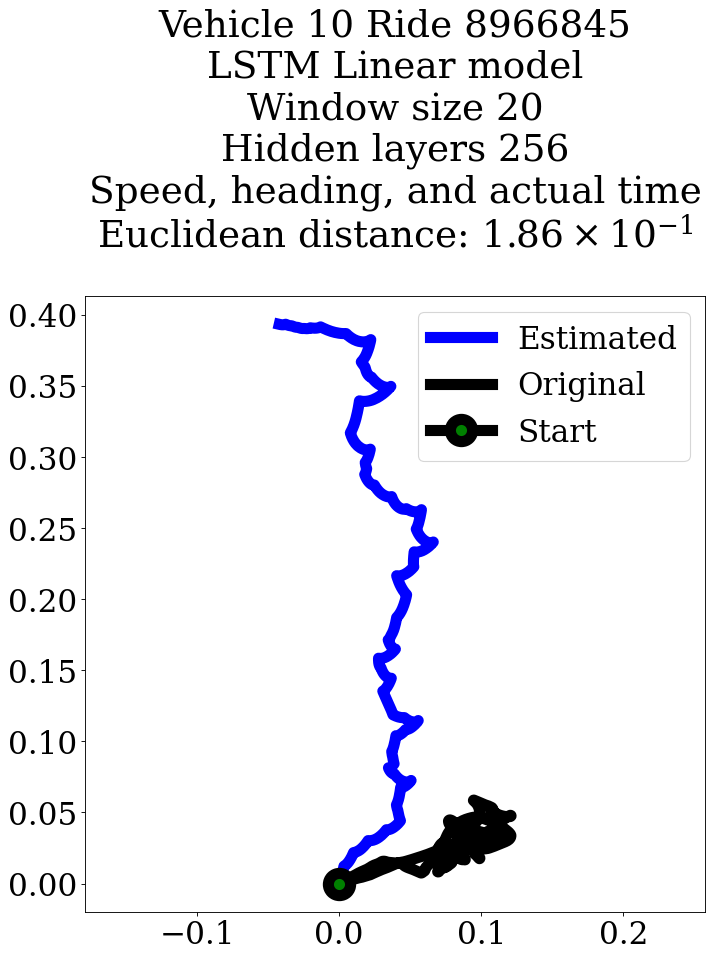 Vehicle 10 Ride 8966845
LSTM Linear model
Window size 20
Hidden layers 256
Speed, heading, and actual time
Euclidean distance: 1.86 × 10⁻¹
Estimated
Original
Start
0.40
0.35
0.30
0.25
0.20
0.15
0.10
0.05
0.00
−0.1 0.0 0.1 0.2